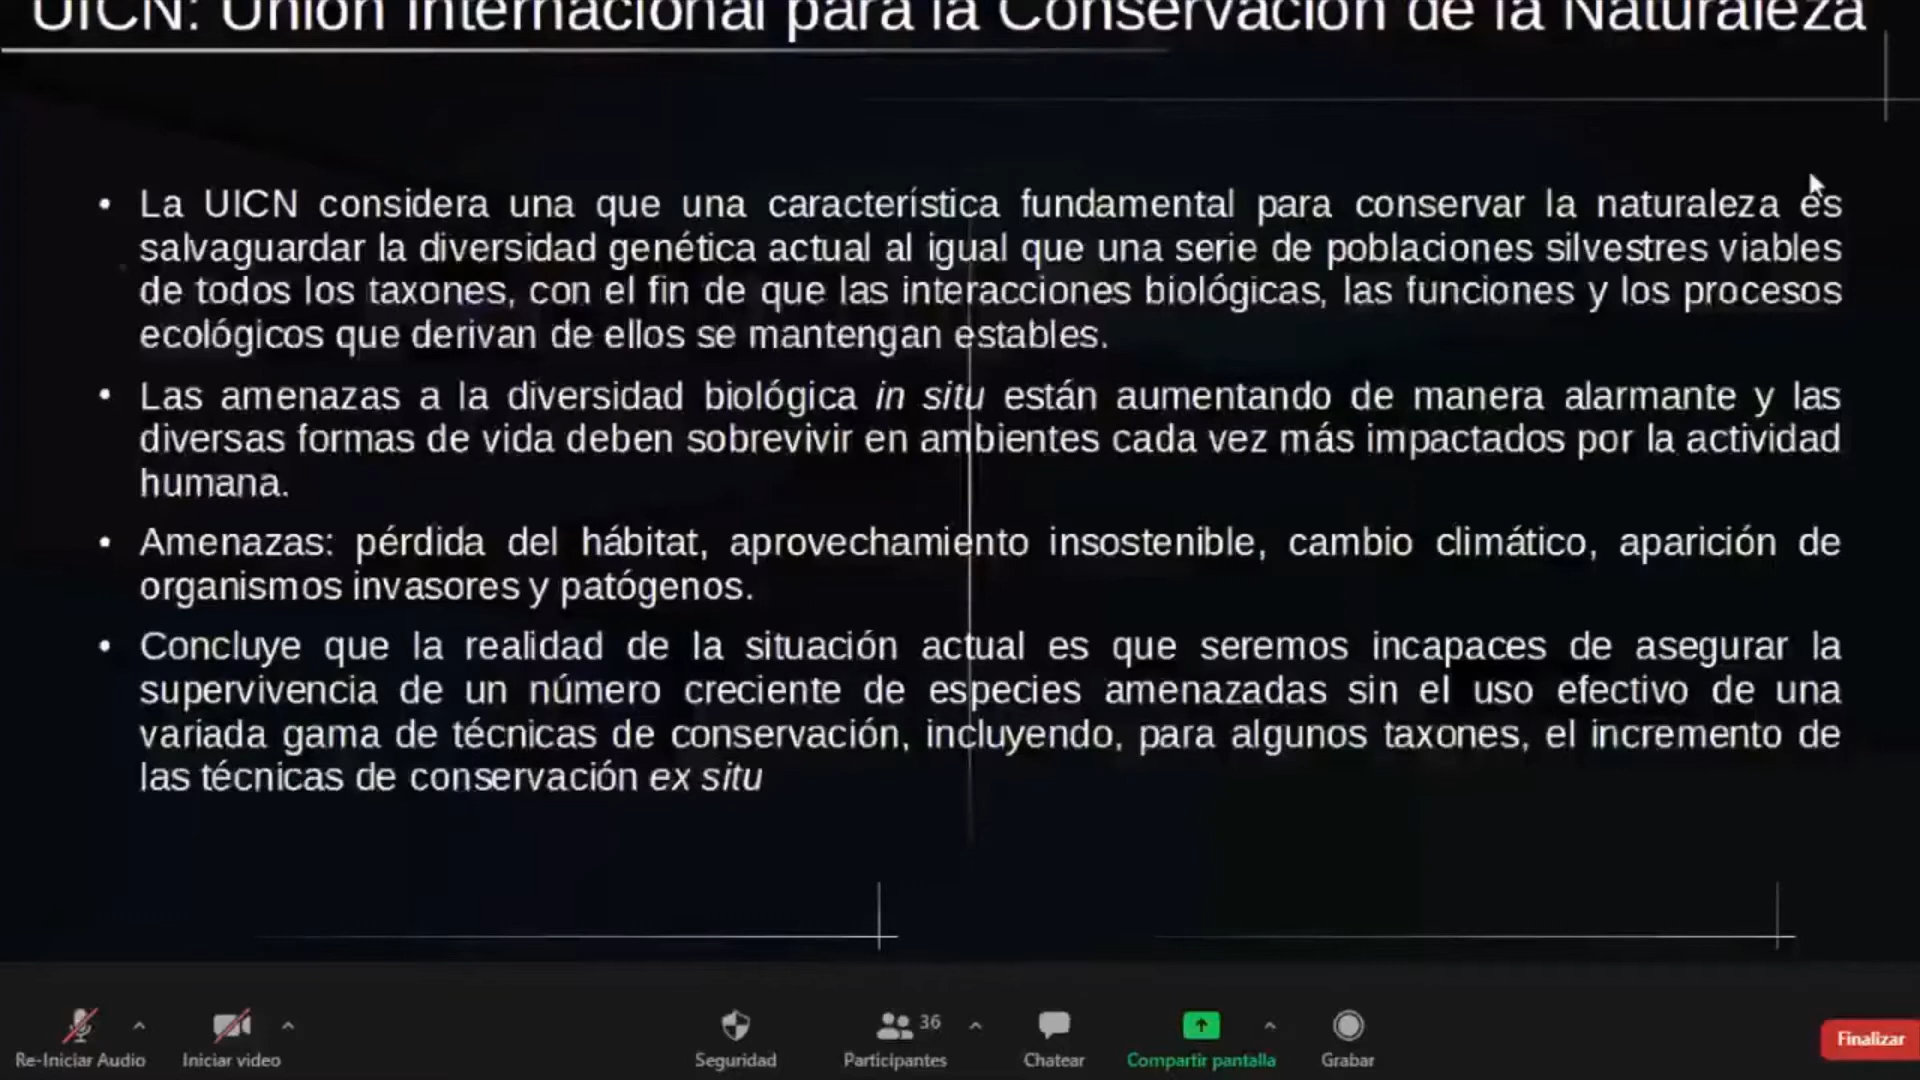 UICN: Unión Internacional para la Conservación de la Naturaleza
• La UICN considera una que una característica fundamental para conservar la naturaleza es
salvaguardar la diversidad genética actual al igual que una serie de poblaciones silvestres viables
de todos los taxones, con el fin de que las interacciones biológicas, las funciones y los procesos
ecológicos que derivan de ellos se mantengan estables.
• Las amenazas a la diversidad biológica in situ están aumentando de manera alarmante y las
diversas formas de vida deben sobrevivir en ambientes cada vez más impactados por la actividad
humana.
• Amenazas: pérdida del hábitat, aprovechamiento insostenible, cambio climático, aparición de
organismos invasores y patógenos.
• Concluye que la realidad de la situación actual es que seremos incapaces de asegurar la
supervivencia de un número creciente de especies amenazadas sin el uso efectivo de una
variada gama de técnicas de conservación, incluyendo, para algunos taxones, el incremento de
las técnicas de conservación ex situ
36
Re-Iniciar Audio Iniciar video Seguridad Participantes Chatear Compartir pantalla Grabar Finalizar